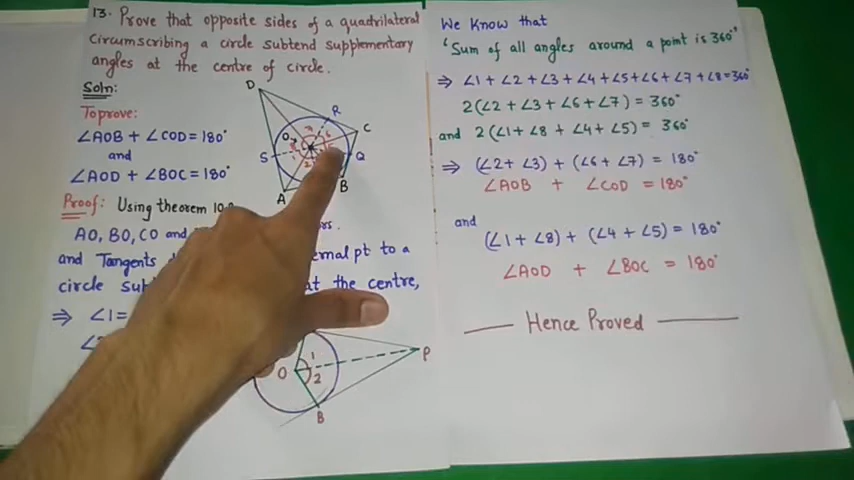 13. Prove that opposite sides of a quadrilateral
circumscribing a circle subtend supplementary
angles at the centre of circle.
Soln:
To prove:
∠AOB + ∠COD = 180°
and
∠AOD + ∠BOC = 180°
Proof: Using theorem 10.
AO, BO, CO and
and Tangents
circle sub at the centre,
⇒ ∠1 =
D
R
C
O
S
Q
A
B
O
1
2
P
B
We know that
"Sum of all angles around a point is 360°"
⇒ ∠1 + ∠2 + ∠3 + ∠4 + ∠5 + ∠6 + ∠7 + ∠8 = 360°
2(∠2 + ∠3 + ∠6 + ∠7) = 360°
and 2(∠1 + ∠8 + ∠4 + ∠5) = 360°
⇒ (∠2 + ∠3) + (∠6 + ∠7) = 180°
∠AOB + ∠COD = 180°
and
(∠1 + ∠8) + (∠4 + ∠5) = 180°
∠AOD + ∠BOC = 180°
Hence Proved